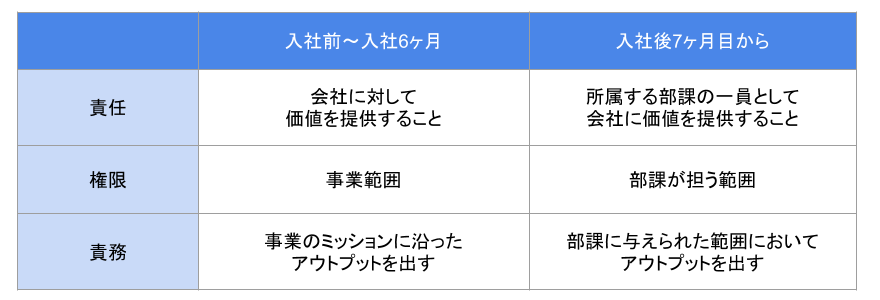 入社前～入社6ヶ月
入社後7ヶ月目から
責任
会社に対して
価値を提供すること
所属する部課の一員として
会社に価値を提供すること
権限
事業範囲
部課が担う範囲
責務
事業のミッションに沿った
アウトプットを出す
部課に与えられた範囲において
アウトプットを出す